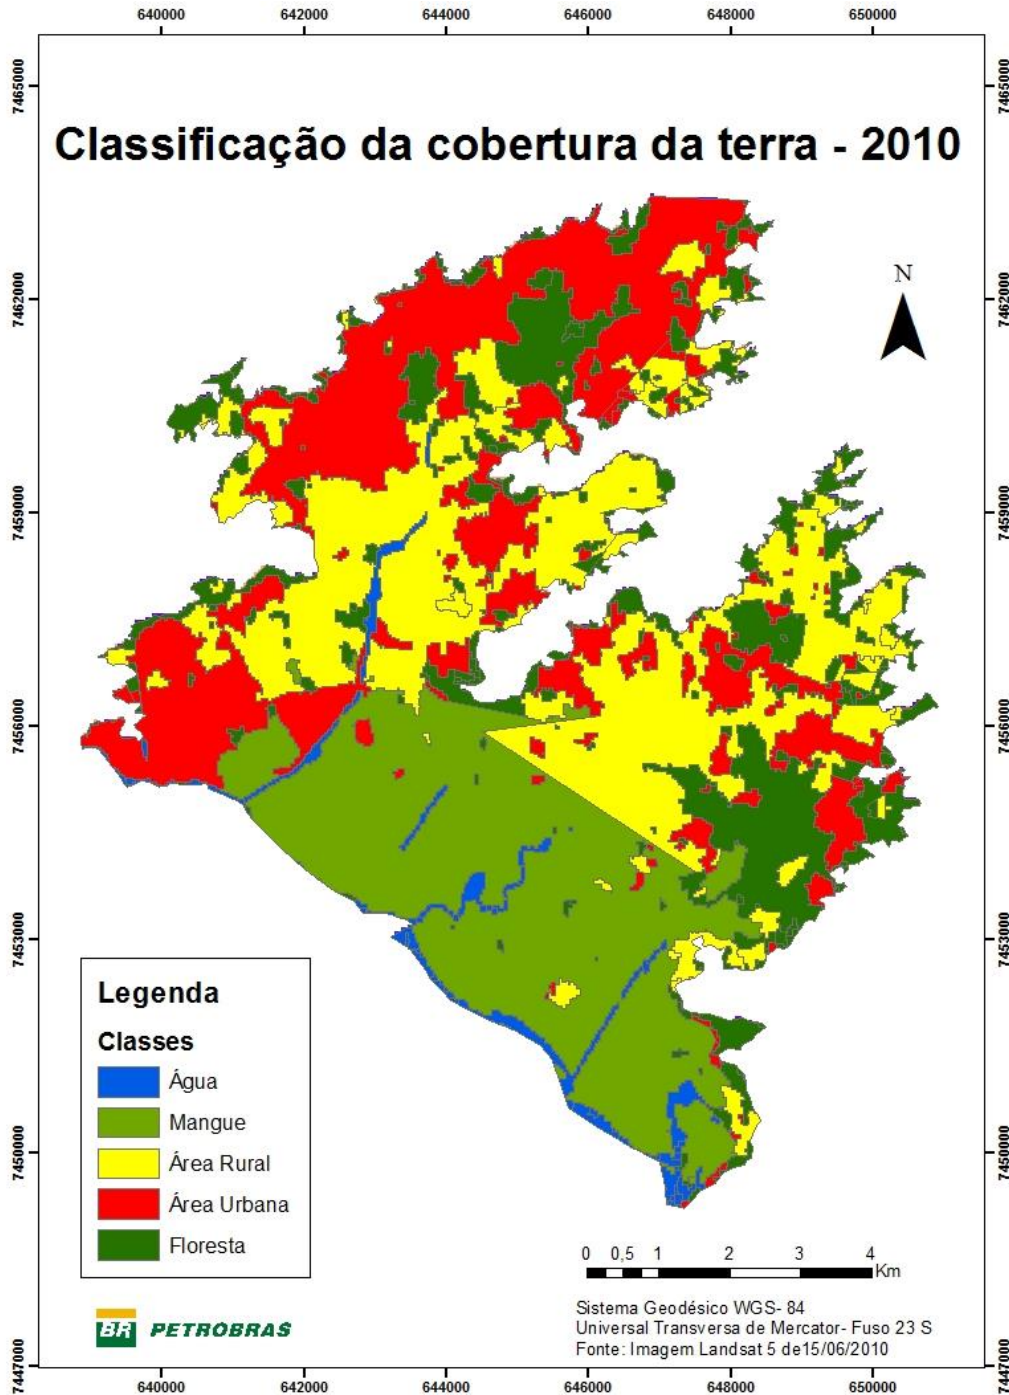 640000 642000 644000 646000 648000 650000
7465000 7465000
Classificação da cobertura da terra - 2010
N
7462000 7462000
7459000 7459000
7456000 7456000
7453000 7453000
Legenda
Classes
Água
Mangue
Área Rural
Área Urbana
Floresta
7450000 7450000
0 0,5 1 2 3 4
Km
Sistema Geodésico WGS- 84
Universal Transversa de Mercator- Fuso 23 S
Fonte: Imagem Landsat 5 de15/06/2010
BR PETROBRAS
7447000 7447000
640000 642000 644000 646000 648000 650000